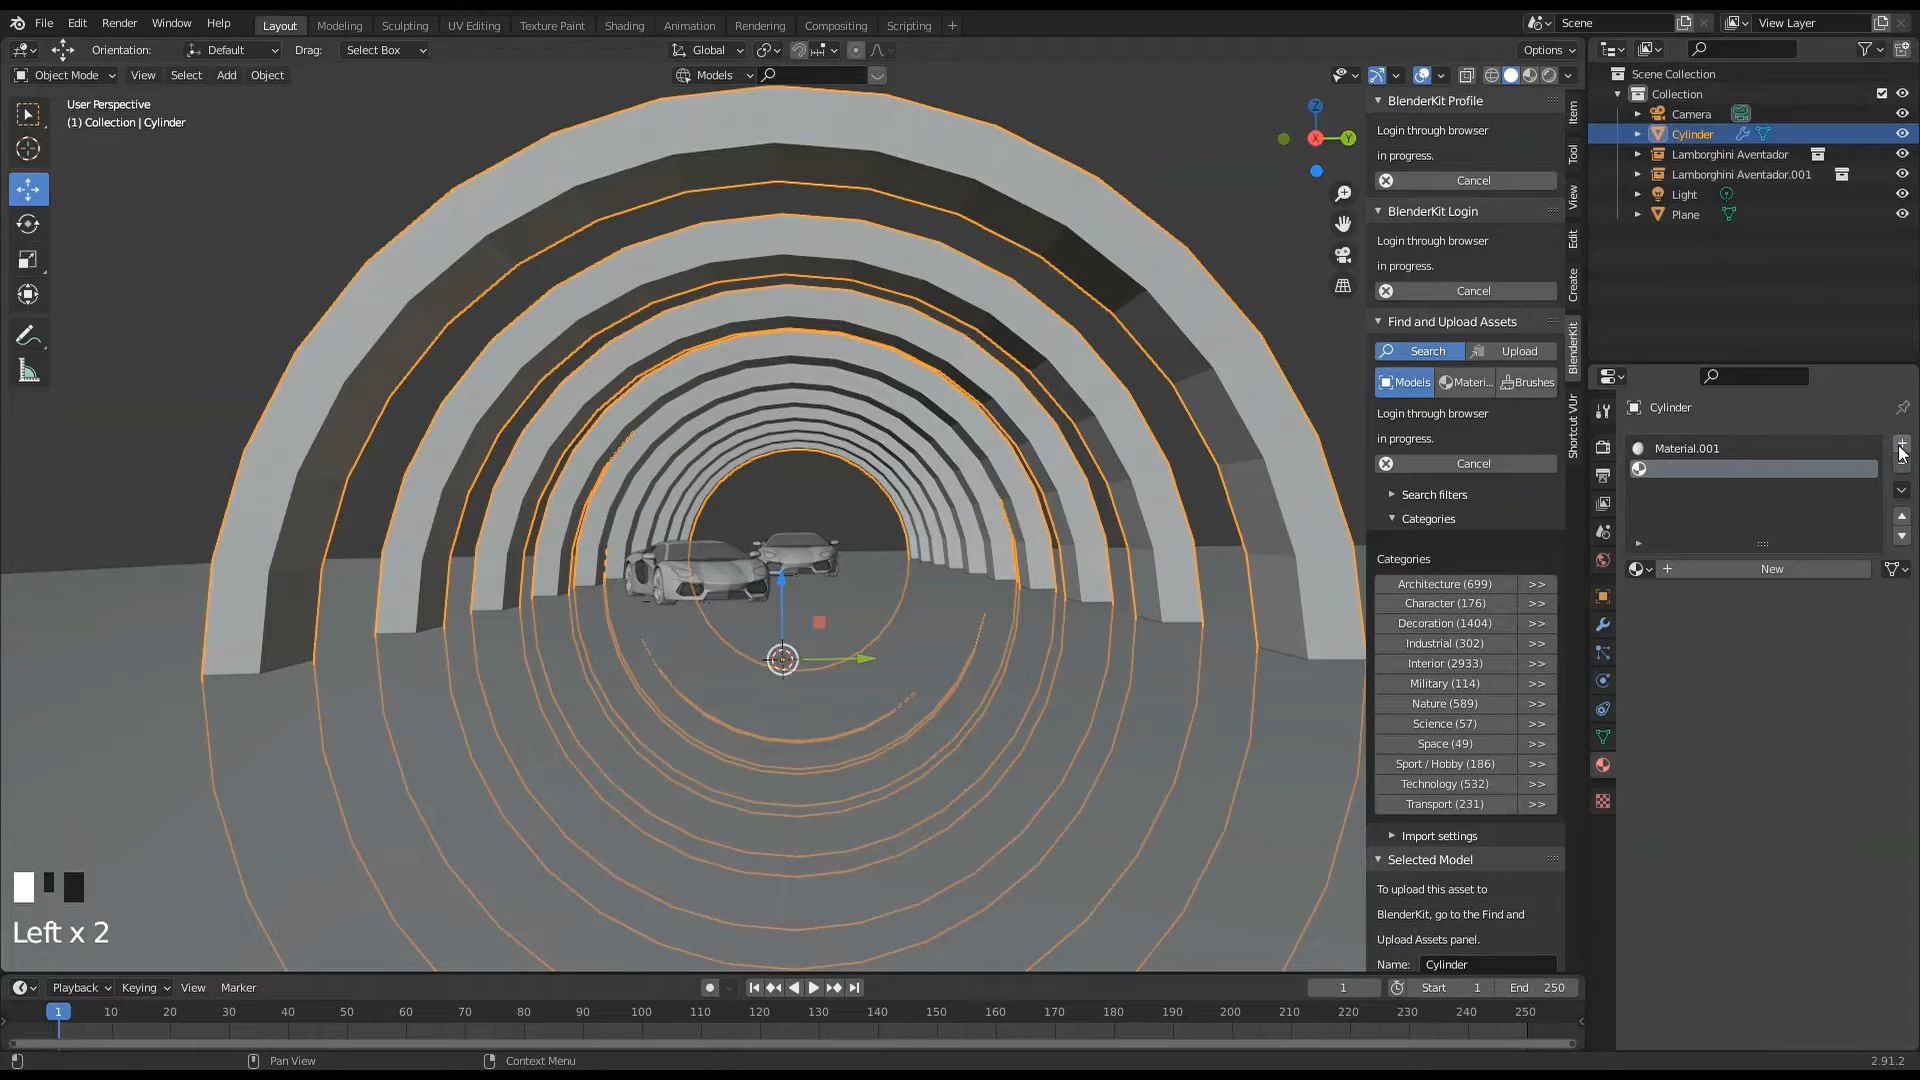 File Edit Render Window Help Layout Modeling Sculpting UV Editing Texture Paint Shading Animation Rendering Compositing Scripting + Scene View Layer
Orientation: Default Drag: Select Box Global Options
Object Mode View Select Add Object Models
User Perspective
(1) Collection | Cylinder
Z
X
Y
BlenderKit Profile
Login through browser
in progress.
Cancel
BlenderKit Login
Login through browser
in progress.
Cancel
Find and Upload Assets
Search Upload
Models Materi... Brushes
Login through browser
in progress.
Cancel
Search filters
Categories
Categories
Architecture (699) >>
Character (176) >>
Decoration (1404) >>
Industrial (302) >>
Interior (2933) >>
Military (114) >>
Nature (589) >>
Science (57) >>
Space (49) >>
Sport / Hobby (186) >>
Technology (532) >>
Transport (231) >>
Import settings
Selected Model
To upload this asset to
BlenderKit, go to the Find and
Upload Assets panel.
Name: Cylinder
Item
Tool
View
Edit
Create
BlenderKit
Shortcut VUr
Scene Collection
Collection
Camera
Cylinder
Lamborghini Aventador
Lamborghini Aventador.001
Light
Plane
Cylinder
Material.001
New
Left x 2
Playback Keying View Marker 1 Start 1 End 250
1 10 20 30 40 50 60 70 80 90 100 110 120 130 140 150 160 170 180 190 200 210 220 230 240 250
Pan View Context Menu 2.91.2